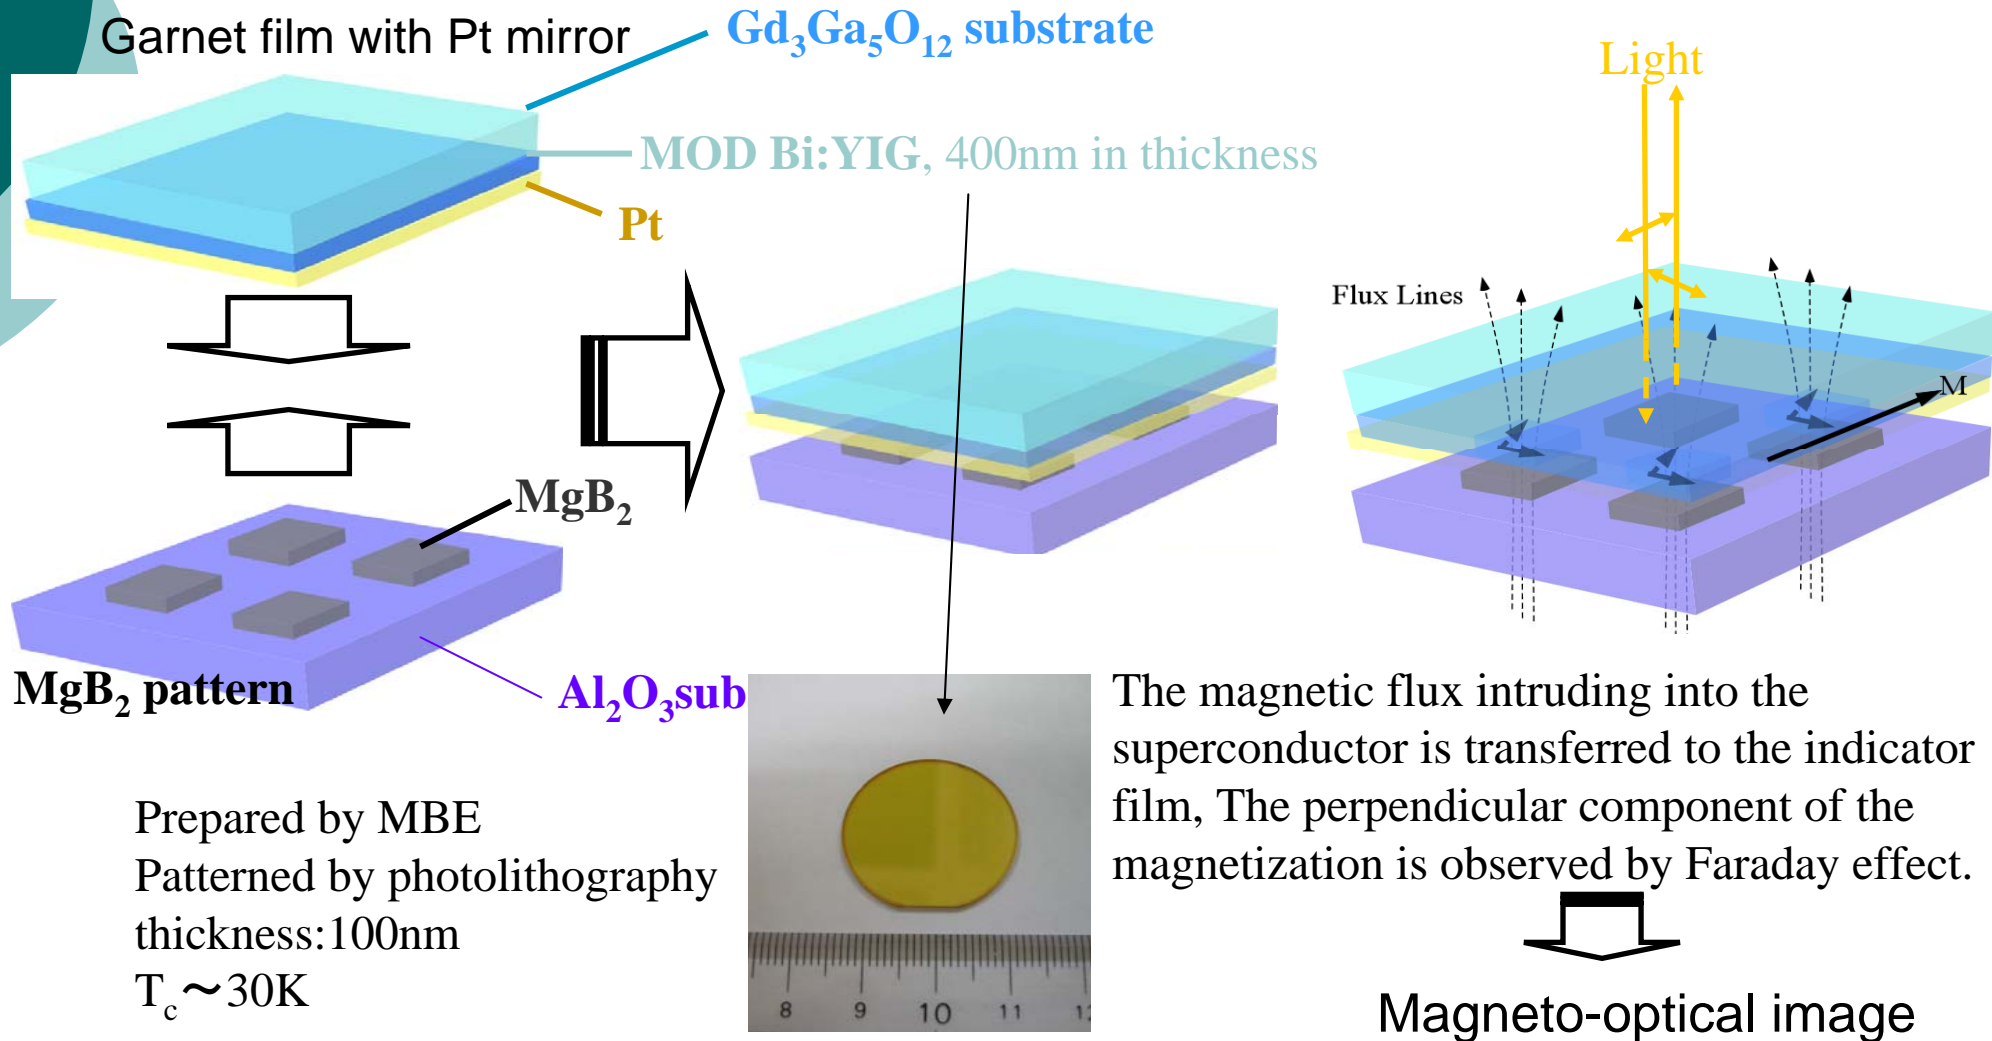 Garnet film with Pt mirror
Gd₃Ga₅O₁₂ substrate
MOD Bi:YIG, 400nm in thickness
Pt
Light
Flux Lines
M
MgB₂
MgB₂ pattern
Al₂O₃sub
Prepared by MBE
Patterned by photolithography
thickness:100nm
T_c～30K
8 9 10 11
The magnetic flux intruding into the
superconductor is transferred to the indicator
film, The perpendicular component of the
magnetization is observed by Faraday effect.
Magneto-optical image